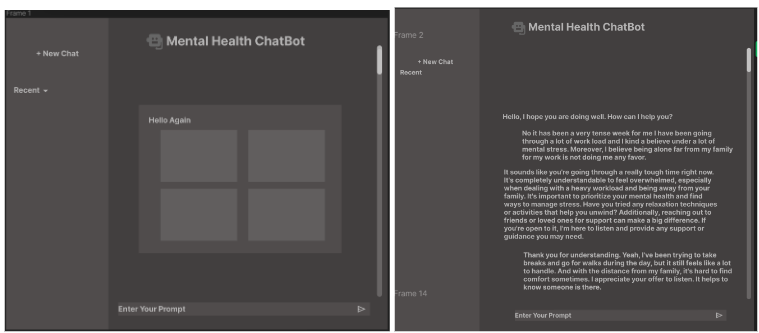 Frame 1
Mental Health ChatBot
+ New Chat
Recent
Hello Again
Enter Your Prompt
Frame 2
Mental Health ChatBot
+ New Chat
Recent
Hello, I hope you are doing well. How can I help you?
No it has been a very tense week for me I have been going
through a lot of work load and I kind a believe under a lot of
mental stress. Moreover, I believe being alone far from my family
for my work is not doing me any favor.
It sounds like you're going through a really tough time right now.
It's completely understandable to feel overwhelmed, especially
when dealing with a heavy workload and being away from your
family. It's important to prioritize your mental health and find
ways to manage stress. Have you tried any relaxation techniques
or activities that help you unwind? Additionally, reaching out to
friends or loved ones for support can make a big difference. If
you're open to it, I'm here to listen and provide any support or
guidance you may need.
Thank you for understanding. Yeah, I've been trying to take
breaks and go for walks during the day, but it still feels like a lot
to handle. And with the distance from my family, it's hard to find
comfort sometimes. I appreciate your offer to listen. It helps to
know someone is there.
Frame 14
Enter Your Prompt